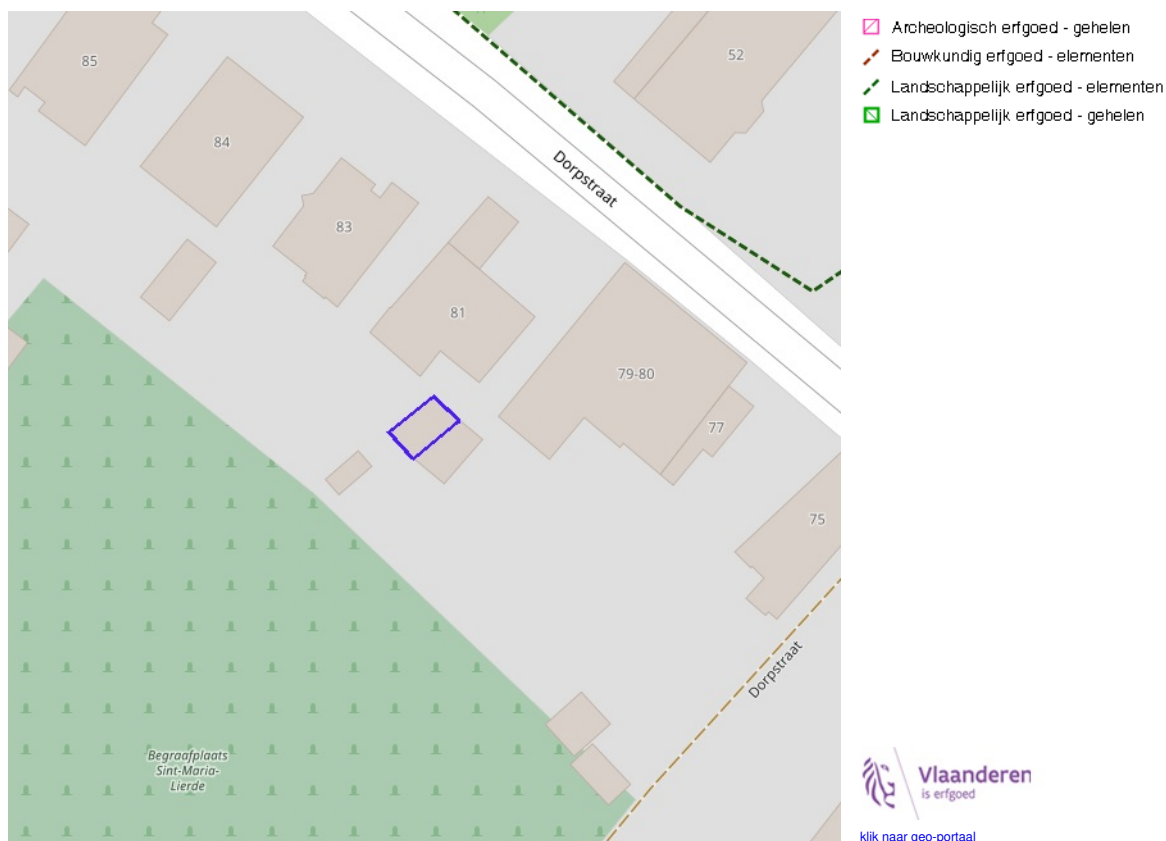 85
84
83
81
79-80
77
75
52
Dorpstraat
Dorpstraat
Begraafplaats
Sint-Maria-
Lierde
Archeologisch erfgoed - gehelen
Bouwkundig erfgoed - elementen
Landschappelijk erfgoed - elementen
Landschappelijk erfgoed - gehelen
Vlaanderen
is erfgoed
klik naar geo-portaal